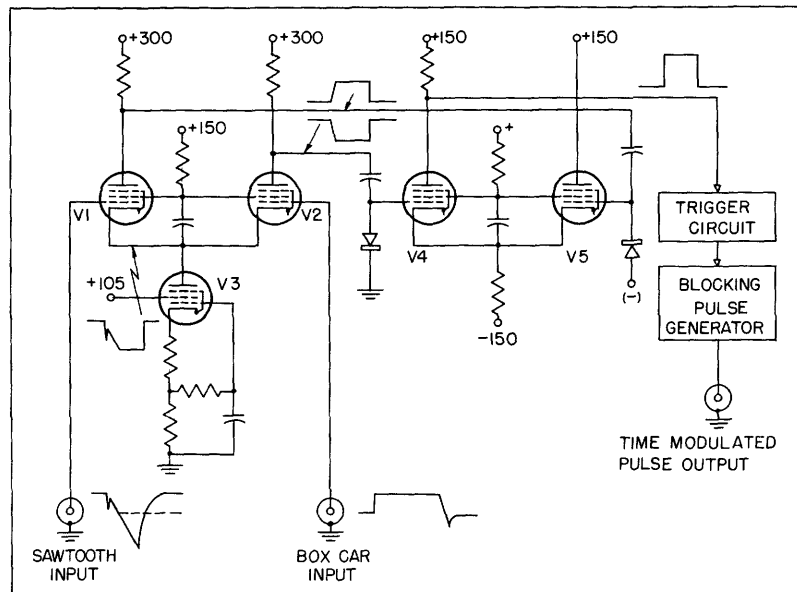 +300
+300
+150
+150
+150
+
V1
V2
V4
V5
+105
V3
-150
(-)
TRIGGER
CIRCUIT
BLOCKING
PULSE
GENERATOR
TIME MODULATED
PULSE OUTPUT
SAWTOOTH
INPUT
BOX CAR
INPUT